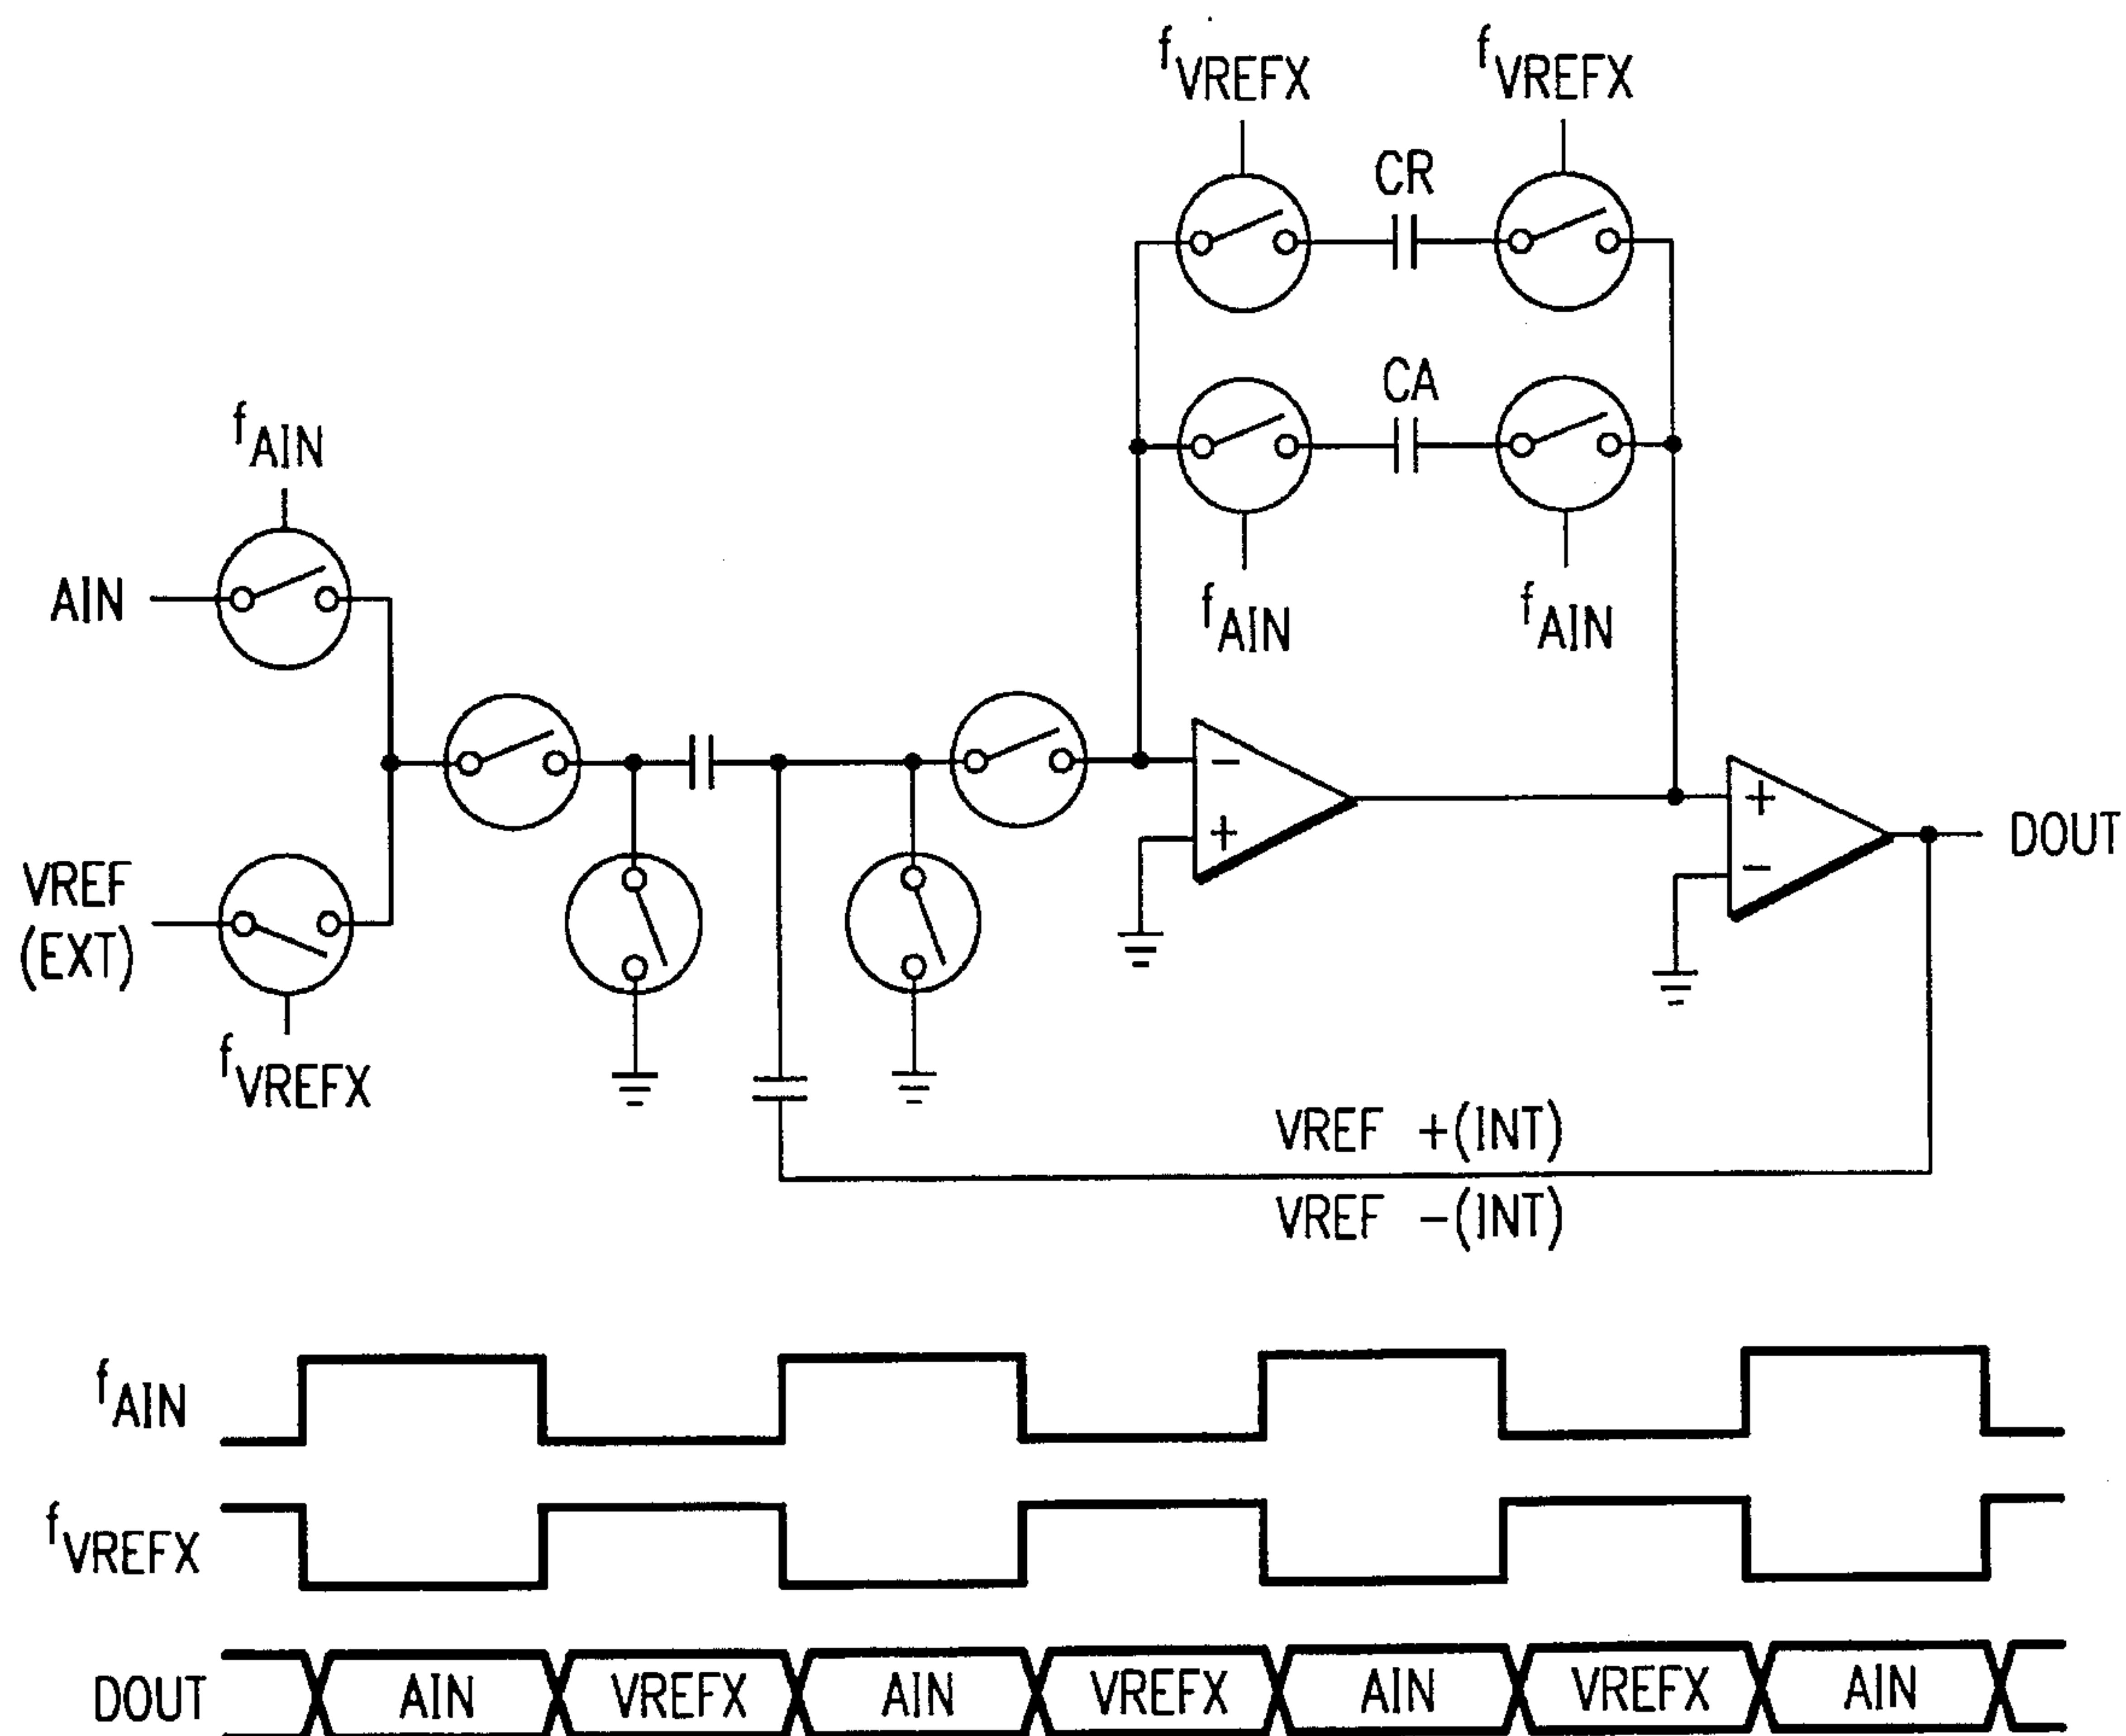 fVREFX fVREFX
CR
CA
fAIN
AIN
fAIN fAIN
− +
+ −
DOUT
VREF
(EXT)
fVREFX
VREF +(INT)
VREF −(INT)
fAIN
fVREFX
DOUT AIN VREFX AIN VREFX AIN VREFX AIN